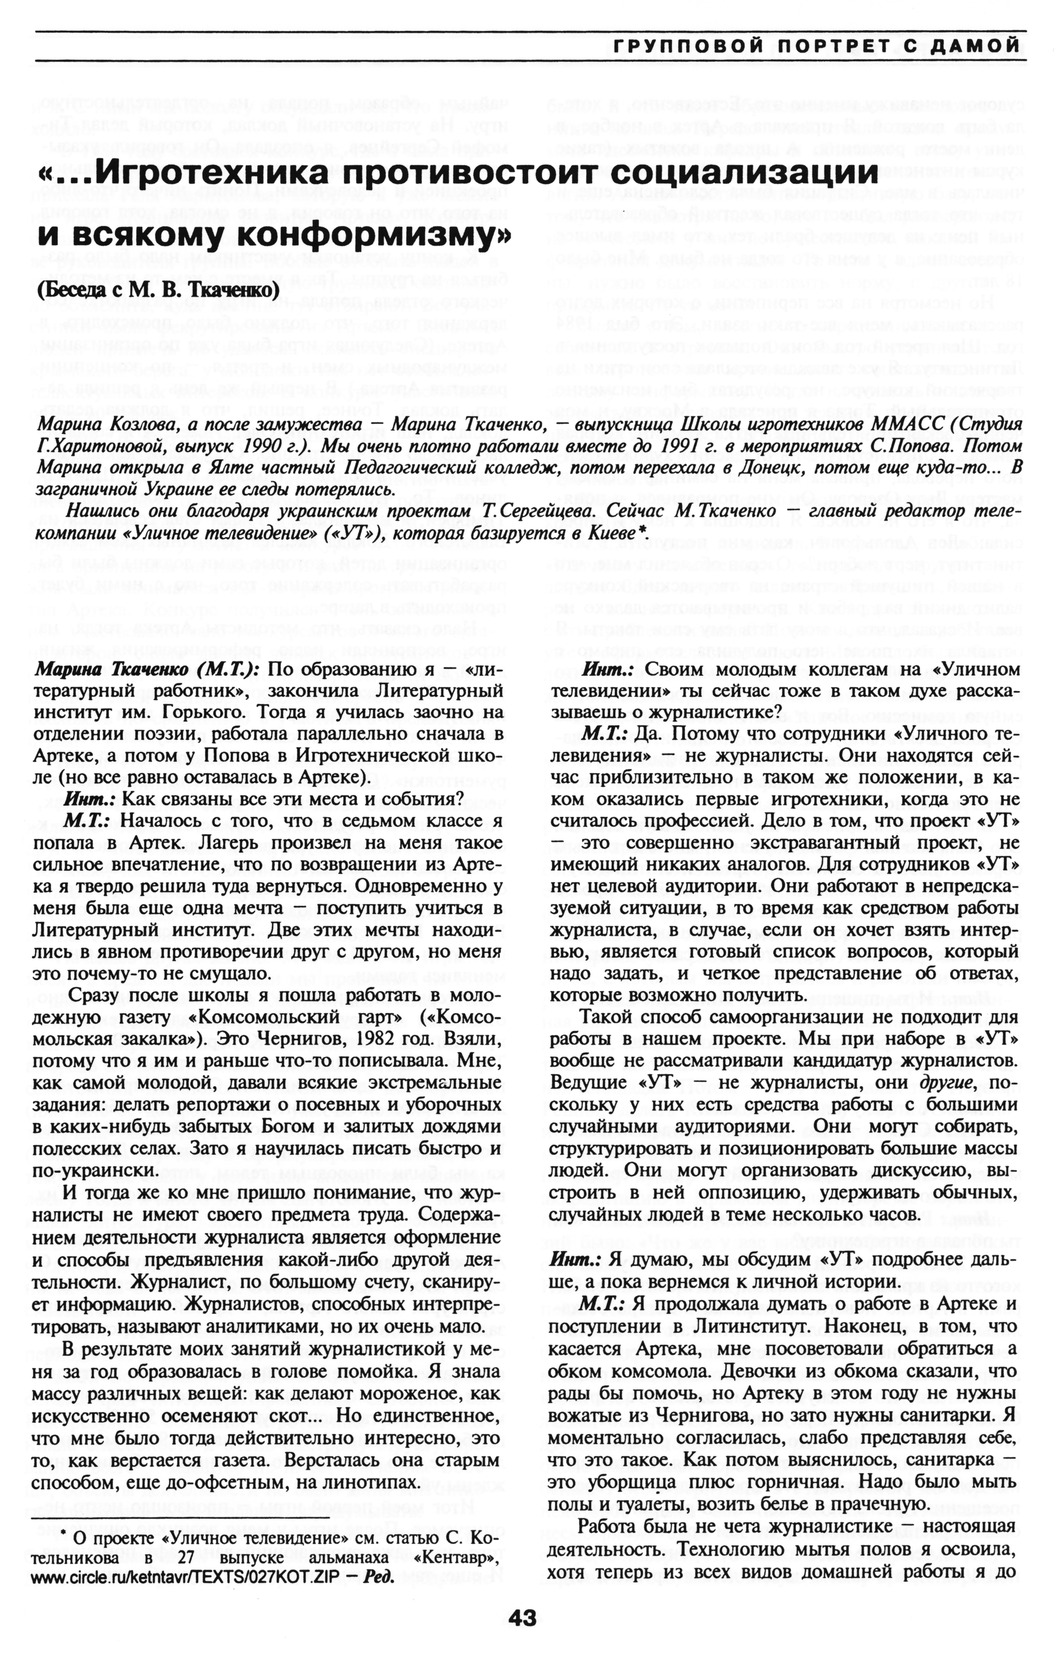 ГРУППОВОЙ ПОРТРЕТ С ДАМОЙ
«...Игротехника противостоит социализации
и всякому конформизму»
(Беседа с М. В. Ткаченко)
Марина Козлова, а после замужества — Марина Ткаченко, — выпускница Школы игротехников ММАСС (Студия
Г.Харитоновой, выпуск 1990 г.). Мы очень плотно работали вместе до 1991 г. в мероприятиях С.Попова. Потом
Марина открыла в Ялте частный Педагогический колледж, потом переехала в Донецк, потом еще куда-то... В
заграничной Украине ее следы потерялись.
Нашлись они благодаря украинским проектам Т.Сергейцева. Сейчас М.Ткаченко — главный редактор теле-
компании «Уличное телевидение» («УТ»), которая базируется в Киеве*.
Марина Ткаченко (М.Т.): По образованию я — «ли-
тературный работник», закончила Литературный
институт им. Горького. Тогда я училась заочно на
отделении поэзии, работала параллельно сначала в
Артеке, а потом у Попова в Игротехнической шко-
ле (но все равно оставалась в Артеке).
Инт.: Как связаны все эти места и события?
М.Т.: Началось с того, что в седьмом классе я
попала в Артек. Лагерь произвел на меня такое
сильное впечатление, что по возвращении из Арте-
ка я твердо решила туда вернуться. Одновременно у
меня была еще одна мечта — поступить учиться в
Литературный институт. Две этих мечты находи-
лись в явном противоречии друг с другом, но меня
это почему-то не смущало.
Сразу после школы я пошла работать в моло-
дежную газету «Комсомольский гарт» («Комсо-
мольская закалка»). Это Чернигов, 1982 год. Взяли,
потому что я им и раньше что-то пописывала. Мне,
как самой молодой, давали всякие экстремальные
задания: делать репортажи о посевных и уборочных
в каких-нибудь забытых Богом и залитых дождями
полесских селах. Зато я научилась писать быстро и
по-украински.
И тогда же ко мне пришло понимание, что жур-
налисты не имеют своего предмета труда. Содержа-
нием деятельности журналиста является оформление
и способы предъявления какой-либо другой дея-
тельности. Журналист, по большому счету, сканиру-
ет информацию. Журналистов, способных интерпре-
тировать, называют аналитиками, но их очень мало.
В результате моих занятий журналистикой у ме-
ня за год образовалась в голове помойка. Я знала
массу различных вещей: как делают мороженое, как
искусственно осеменяют скот... Но единственное,
что мне было тогда действительно интересно, это
то, как верстается газета. Версталась она старым
способом, еще до-офсетным, на линотипах.
* О проекте «Уличное телевидение» см. статью С. Ко-
тельникова в 27 выпуске альманаха «Кентавр»,
www.circle.ru/ketntavr/TEXTS/027KOT.ZIP — Ред.
Инт.: Своим молодым коллегам на «Уличном
телевидении» ты сейчас тоже в таком духе расска-
зываешь о журналистике?
М.Т.: Да. Потому что сотрудники «Уличного те-
левидения» — не журналисты. Они находятся сей-
час приблизительно в таком же положении, в ка-
ком оказались первые игротехники, когда это не
считалось профессией. Дело в том, что проект «УТ»
— это совершенно экстравагантный проект, не
имеющий никаких аналогов. Для сотрудников «УТ»
нет целевой аудитории. Они работают в непредска-
зуемой ситуации, в то время как средством работы
журналиста, в случае, если он хочет взять интер-
вью, является готовый список вопросов, который
надо задать, и четкое представление об ответах,
которые возможно получить.
Такой способ самоорганизации не подходит для
работы в нашем проекте. Мы при наборе в «УТ»
вообще не рассматривали кандидатур журналистов.
Ведущие «УТ» — не журналисты, они другие, по-
скольку у них есть средства работы с большими
случайными аудиториями. Они могут собирать,
структурировать и позиционировать большие массы
людей. Они могут организовать дискуссию, вы-
строить в ней оппозицию, удерживать обычных,
случайных людей в теме несколько часов.
Инт.: Я думаю, мы обсудим «УТ» подробнее даль-
ше, а пока вернемся к личной истории.
М.Т.: Я продолжала думать о работе в Артеке и
поступлении в Литинститут. Наконец, в том, что
касается Артека, мне посоветовали обратиться а
обком комсомола. Девочки из обкома сказали, что
рады бы помочь, но Артеку в этом году не нужны
вожатые из Чернигова, но зато нужны санитарки. Я
моментально согласилась, слабо представляя себе,
что это такое. Как потом выяснилось, санитарка —
это уборщица плюс горничная. Надо было мыть
полы и туалеты, возить белье в прачечную.
Работа была не чета журналистике — настоящая
деятельность. Технологию мытья полов я освоила,
хотя теперь из всех видов домашней работы я до
43